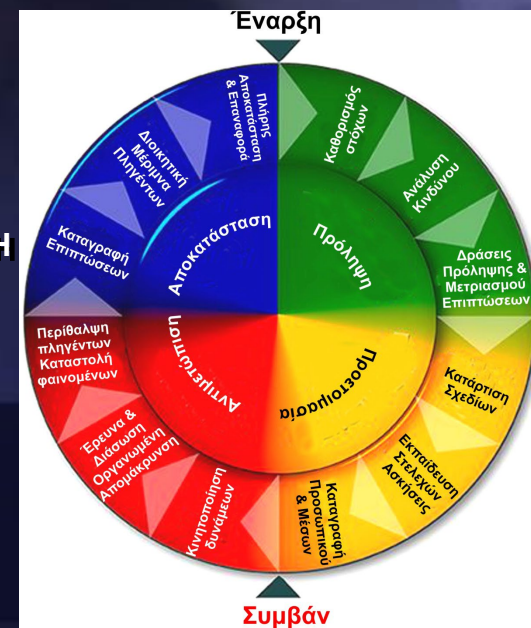 Έναρξη
Καθορισμός
στόχων
Ανάλυση
Κινδύνου
Δράσεις
Πρόληψης &
Μετριασμού
Επιπτώσεων
Κατάρτιση
Σχεδίων
Εκπαίδευση
Στελεχών
Ασκήσεις
Καταγραφή
Προσωπικού
& Μέσων
Συμβάν
Κινητοποίηση
δυνάμεων
Έρευνα &
Διάσωση
Οργανωμένη
Απομάκρυνση
Περίθαλψη
πληγέντων
Καταστολή
φαινομένων
Καταγραφή
Επιπτώσεων
Διοικητική
Μέριμνα
Πληγέντων
Πλήρης
Αποκατάσταση
& Επαναφορά
Πρόληψη
Προετοιμασία
Αντιμετώπιση
Αποκατάσταση
Η